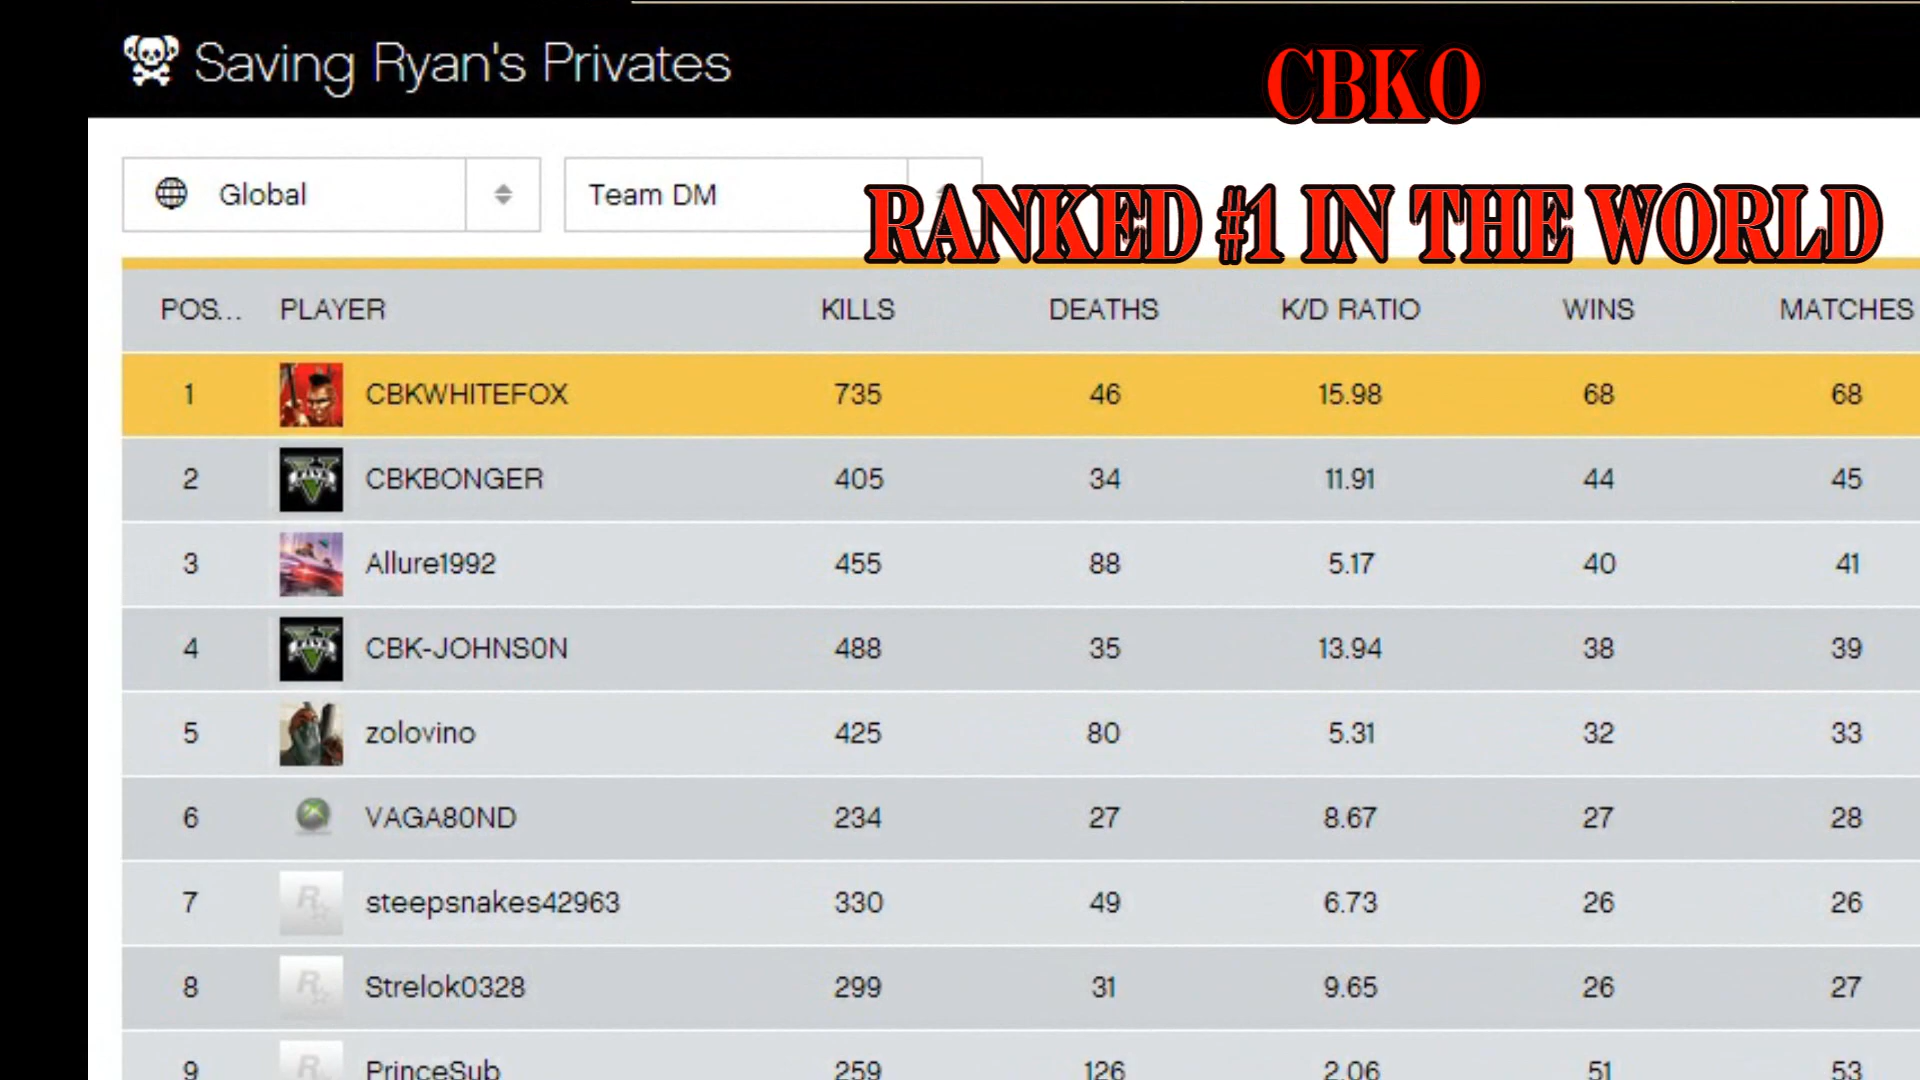 Saving Ryan's Privates
CBKO
Global
Team DM
RANKED #1 IN THE WORLD
POS... PLAYER KILLS DEATHS K/D RATIO WINS MATCHES
1 CBKWHITEFOX 735 46 15.98 68 68
2 CBKBONGER 405 34 11.91 44 45
3 Allure1992 455 88 5.17 40 41
4 CBK-JOHNS0N 488 35 13.94 38 39
5 zolovino 425 80 5.31 32 33
6 VAGA80ND 234 27 8.67 27 28
7 steepsnakes42963 330 49 6.73 26 26
8 Strelok0328 299 31 9.65 26 27
9 PrinceSub 259 126 2.06 51 53